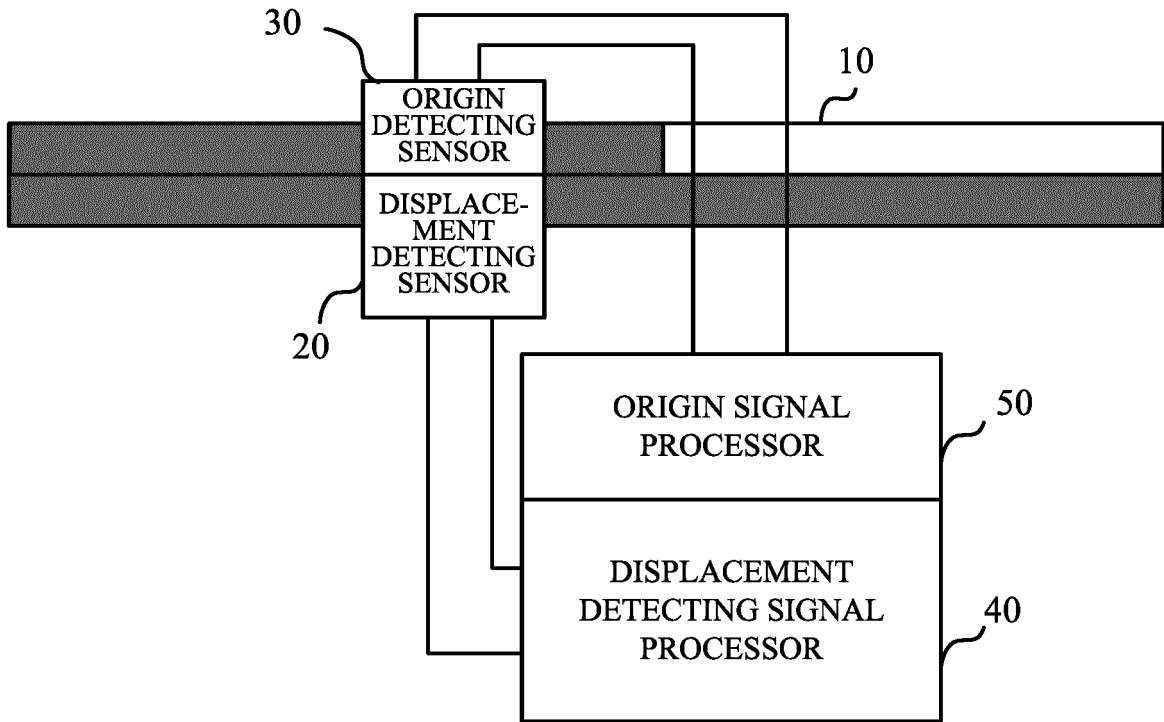 30
10
ORIGIN
DETECTING
SENSOR
DISPLACE-
MENT
DETECTING
SENSOR
20
ORIGIN SIGNAL
PROCESSOR
50
DISPLACEMENT
DETECTING SIGNAL
PROCESSOR
40